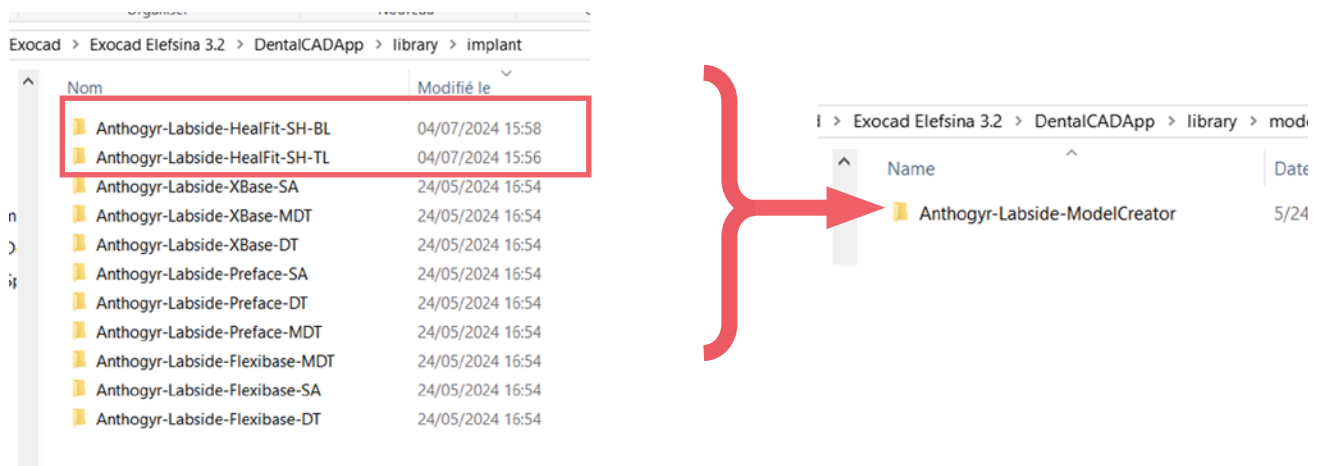 Exocad > Exocad Elefsina 3.2 > DentalCADApp > library > implant
Nom Modifié le
Anthogyr-Labside-HealFit-SH-BL 04/07/2024 15:58
Anthogyr-Labside-HealFit-SH-TL 04/07/2024 15:56
Anthogyr-Labside-XBase-SA 24/05/2024 16:54
Anthogyr-Labside-XBase-MDT 24/05/2024 16:54
Anthogyr-Labside-XBase-DT 24/05/2024 16:54
Anthogyr-Labside-Preface-SA 24/05/2024 16:54
Anthogyr-Labside-Preface-DT 24/05/2024 16:54
Anthogyr-Labside-Preface-MDT 24/05/2024 16:54
Anthogyr-Labside-Flexibase-MDT 24/05/2024 16:54
Anthogyr-Labside-Flexibase-SA 24/05/2024 16:54
Anthogyr-Labside-Flexibase-DT 24/05/2024 16:54
> Exocad Elefsina 3.2 > DentalCADApp > library >
Name Date
Anthogyr-Labside-ModelCreator 5/24